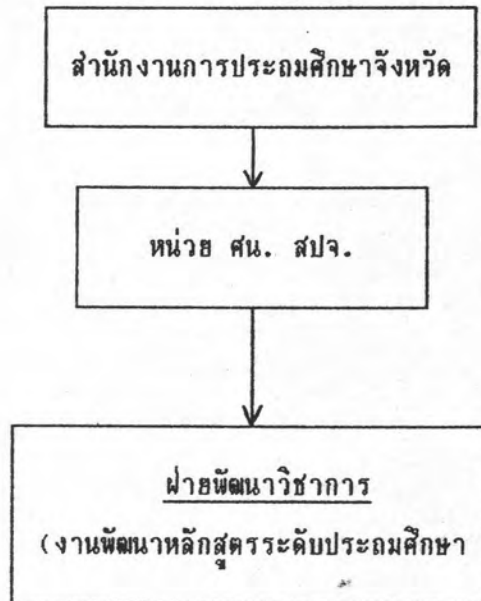 สำนักงานการประถมศึกษาจังหวัด
หน่วย ศน. สปจ.
ฝ่ายพัฒนาวิชาการ
(งานพัฒนาหลักสูตรระดับประถมศึกษา